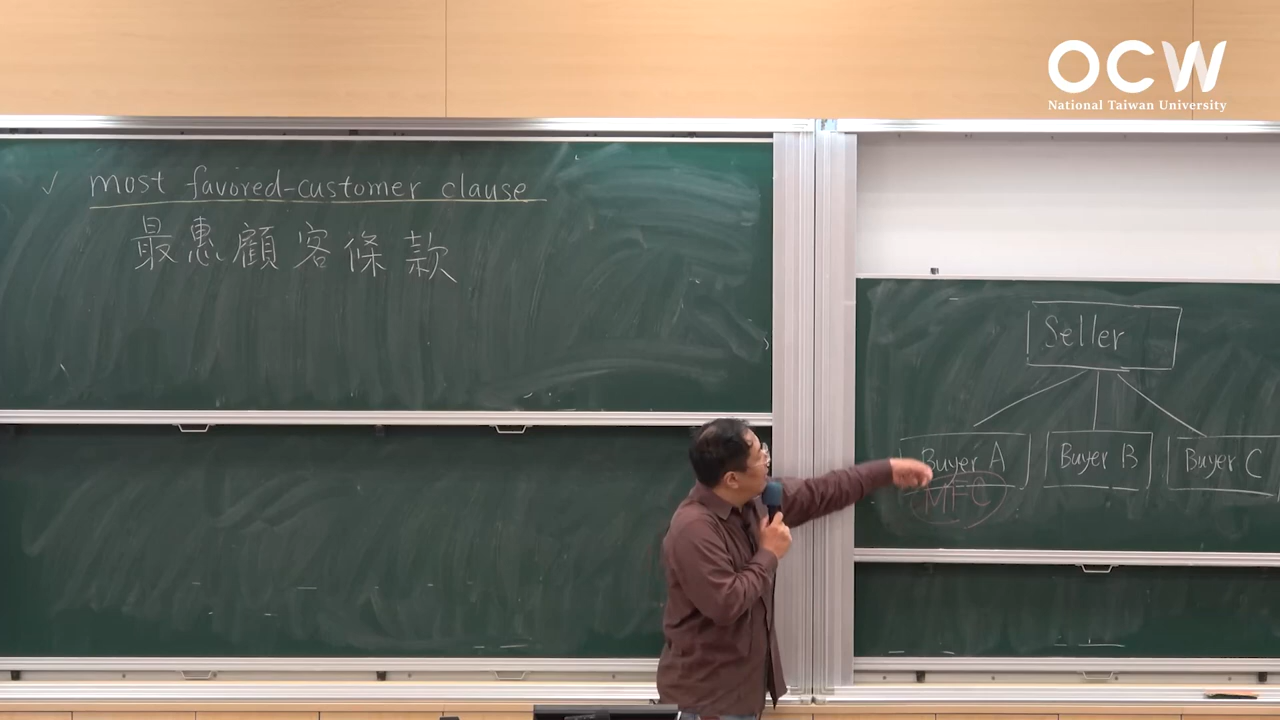 OCW
National Taiwan University
✓ most favored-customer clause
最惠顧客條款
Seller
Buyer A
Buyer B
Buyer C
MFC